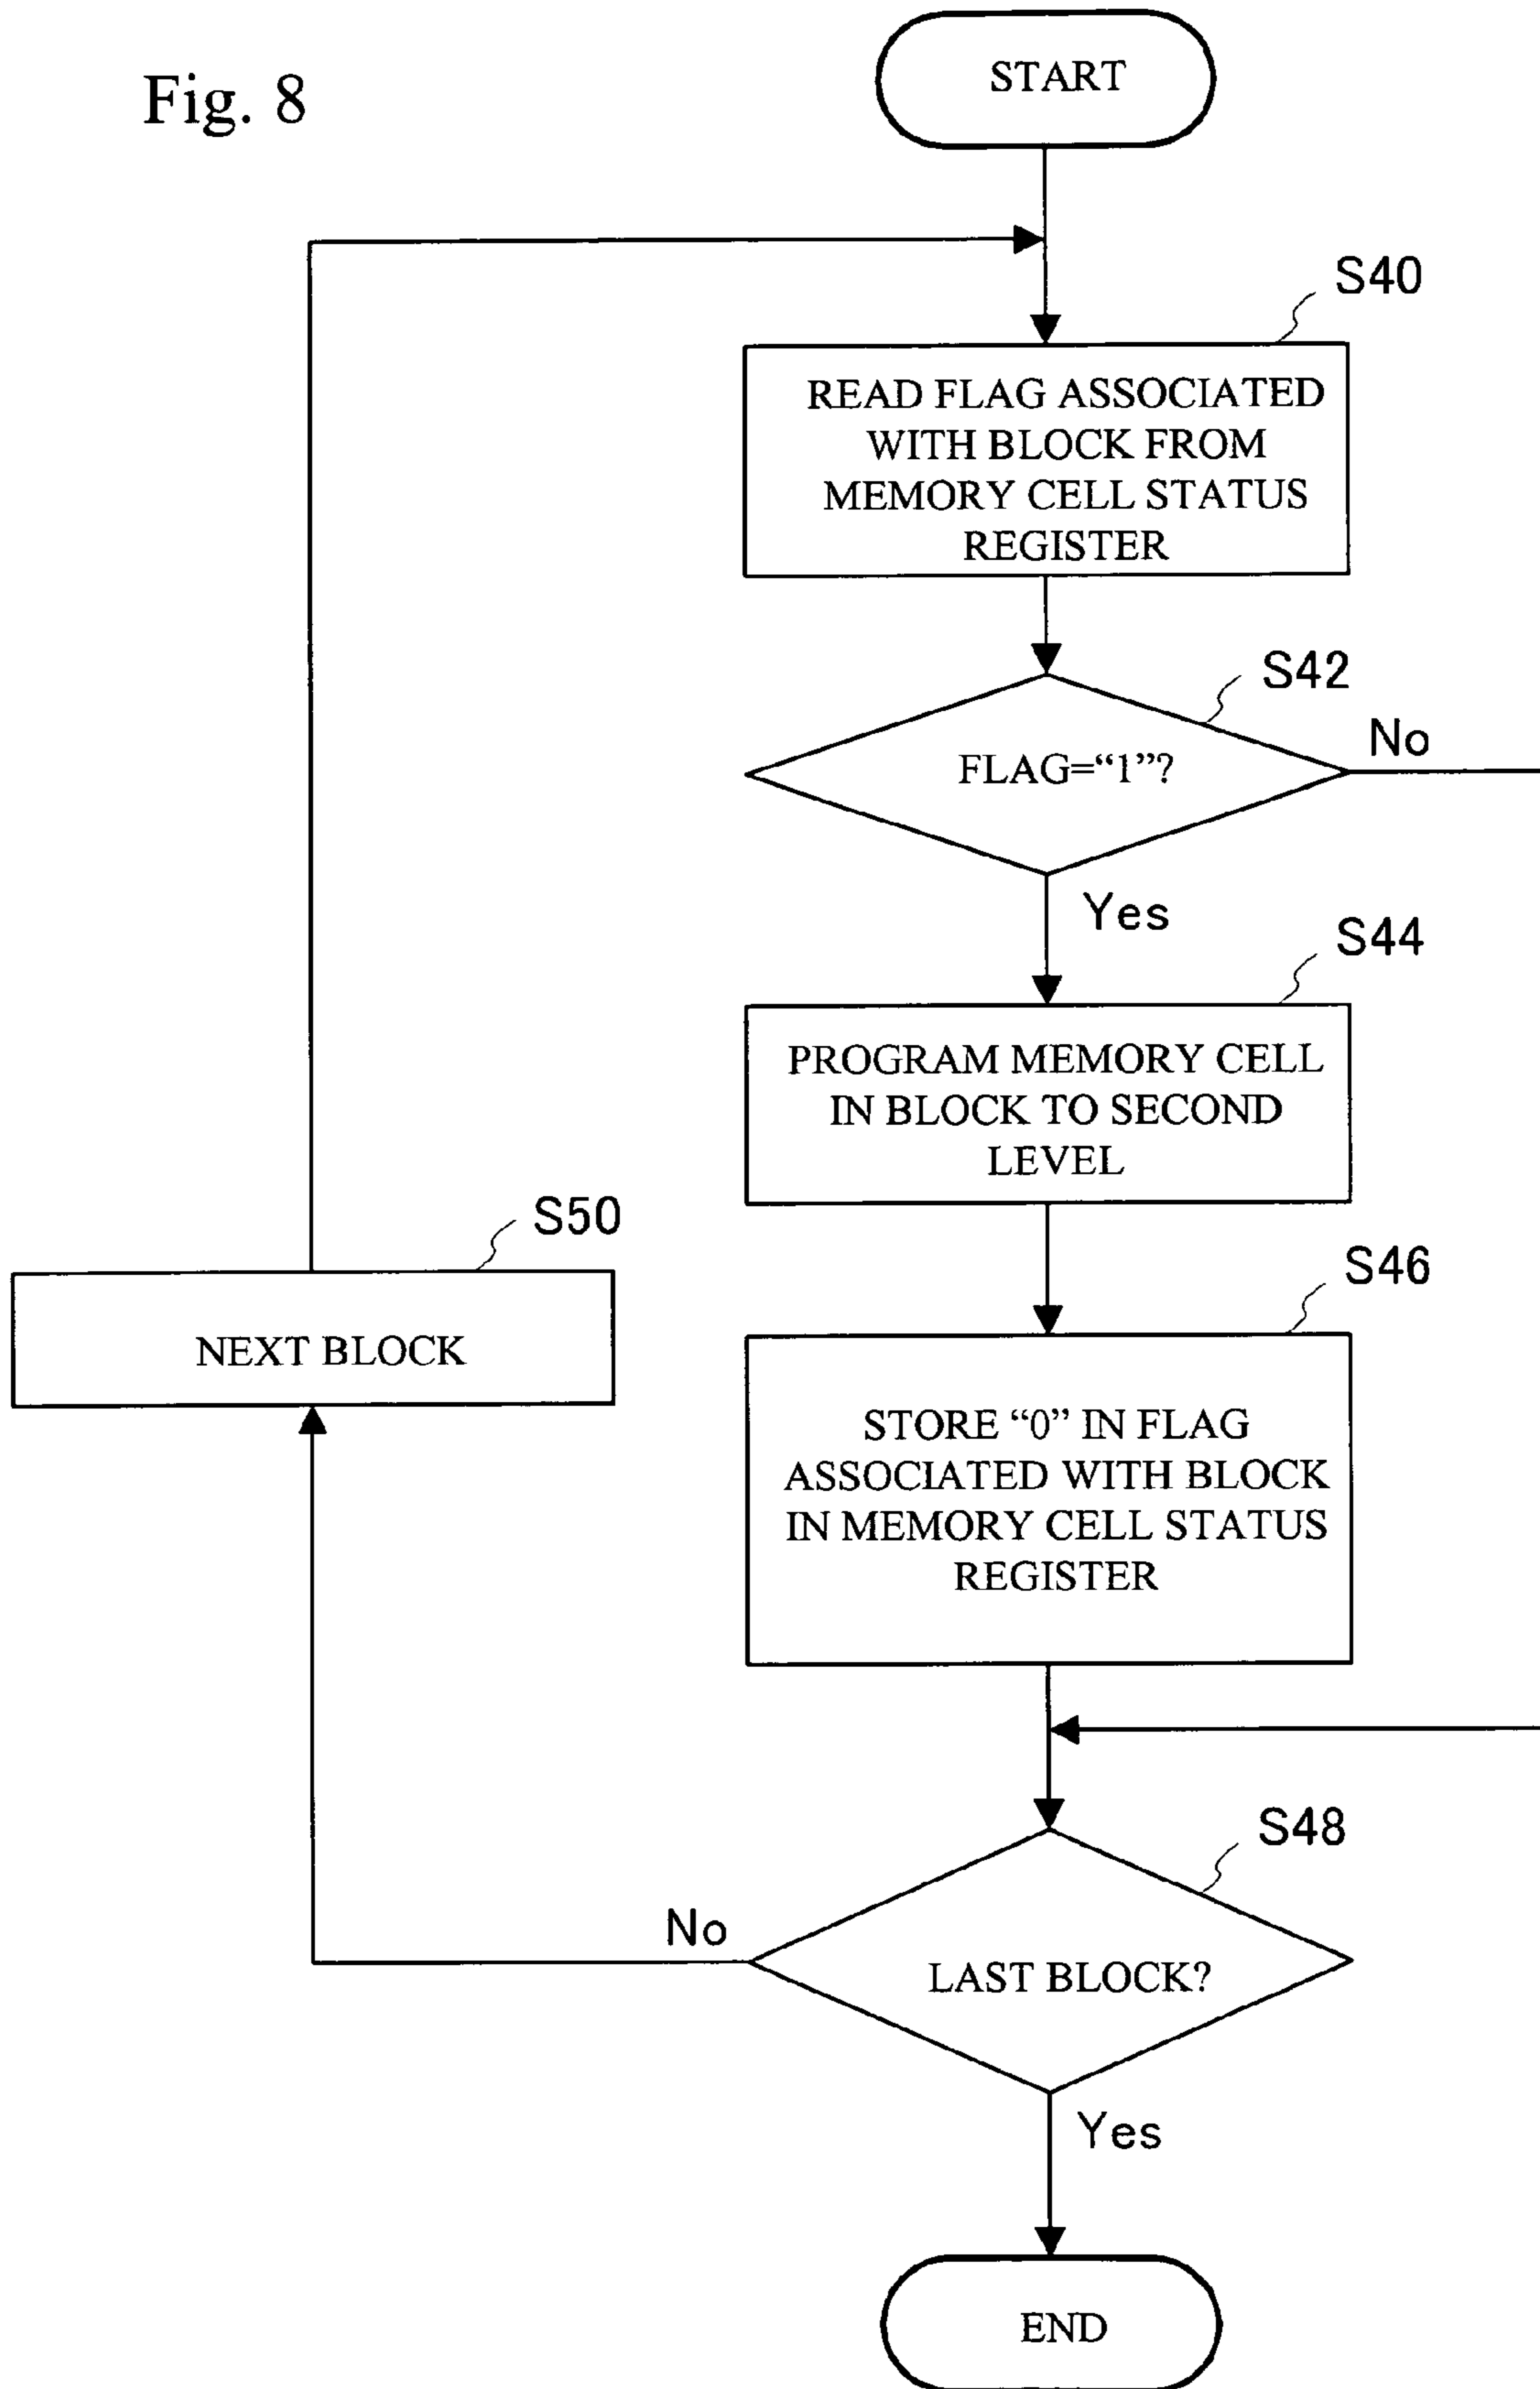 Fig. 8
START
S40
READ FLAG ASSOCIATED
WITH BLOCK FROM
MEMORY CELL STATUS
REGISTER
S42
FLAG=“1”?
No
Yes
S44
PROGRAM MEMORY CELL
IN BLOCK TO SECOND
LEVEL
S50
NEXT BLOCK
S46
STORE “0” IN FLAG
ASSOCIATED WITH BLOCK
IN MEMORY CELL STATUS
REGISTER
S48
No
LAST BLOCK?
Yes
END